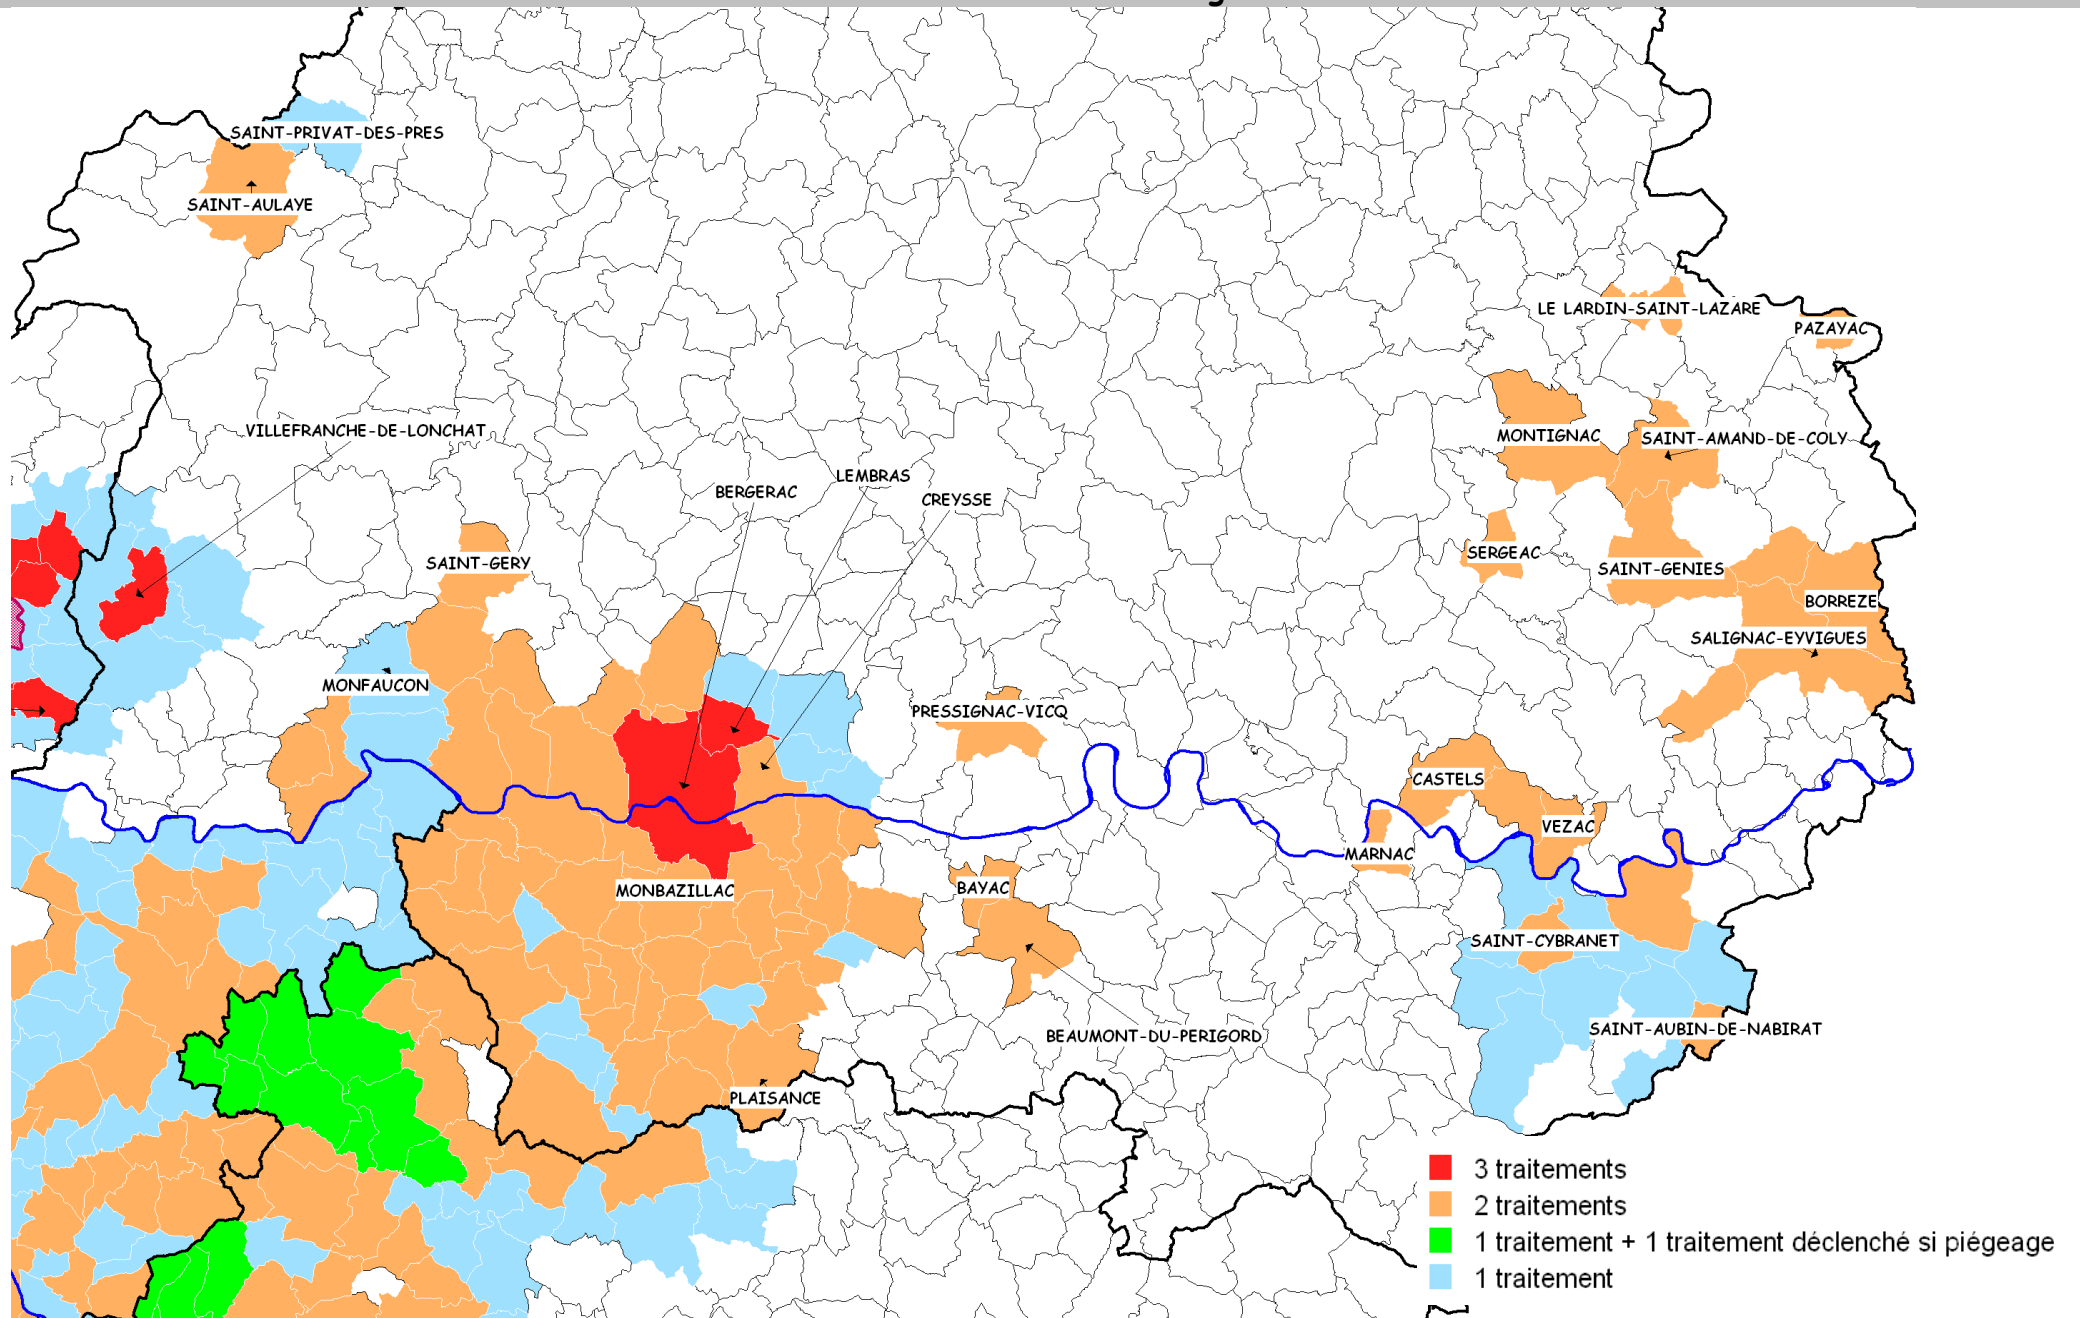 SAINT-PRIVAT-DES-PRES
SAINT-AULAYE
LE LARDIN-SAINT-LAZARE
PAZAYAC
VILLEFRANCHE-DE-LONCHAT
MONTIGNAC
SAINT-AMAND-DE-COLY
LEMBRAS
BERGERAC
CREYSSE
SERGEAC
SAINT-GERY
SAINT-GENIES
BORREZE
SALIGNAC-EYVIGUES
MONFAUCON
PRESSIGNAC-VICQ
CASTELS
VEZAC
MARNAC
MONBAZILLAC
BAYAC
SAINT-CYBRANET
SAINT-AUBIN-DE-NABIRAT
BEAUMONT-DU-PERIGORD
PLAISANCE
3 traitements
2 traitements
1 traitement + 1 traitement déclenché si piégeage
1 traitement